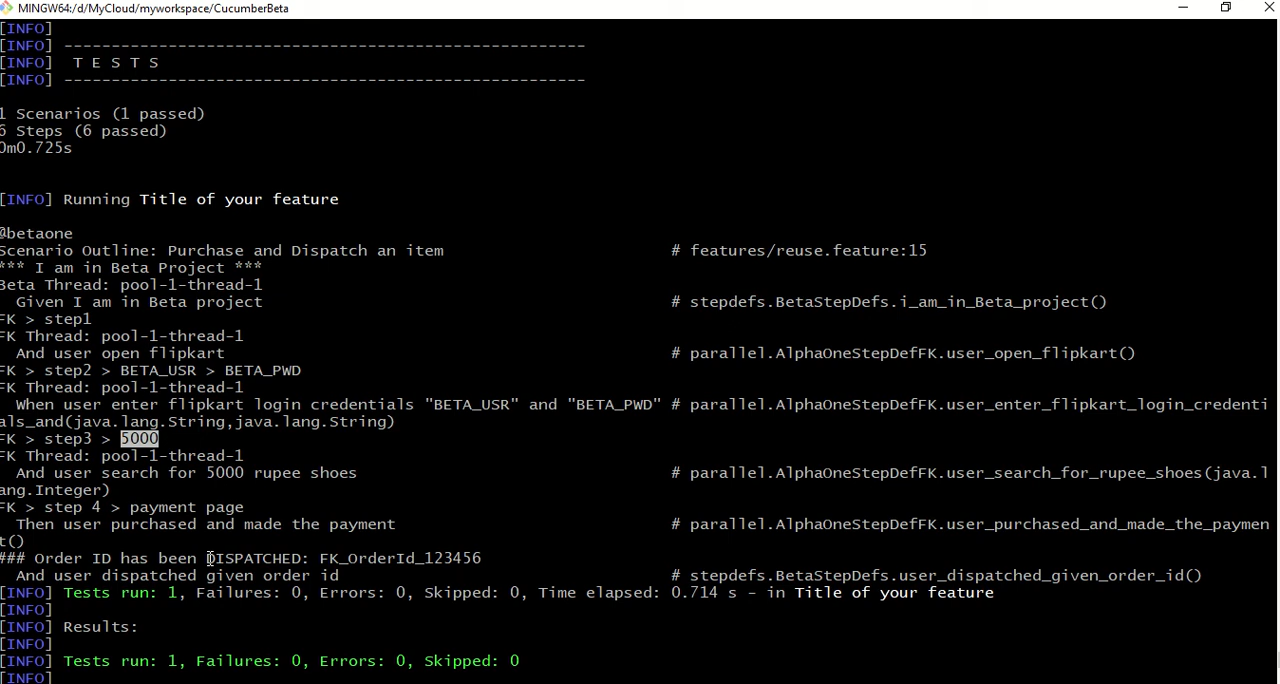 MINGW64:/d/MyCloud/myworkspace/CucumberBeta
[INFO]
[INFO] -------------------------------------------------------
[INFO]  T E S T S
[INFO] -------------------------------------------------------
1 Scenarios (1 passed)
6 Steps (6 passed)
0m0.725s
[INFO] Running Title of your feature
@betaone
Scenario Outline: Purchase and Dispatch an item # features/reuse.feature:15
*** I am in Beta Project ***
Beta Thread: pool-1-thread-1
Given I am in Beta project # stepdefs.BetaStepDefs.i_am_in_Beta_project()
FK > step1
FK Thread: pool-1-thread-1
And user open flipkart # parallel.AlphaOneStepDefFK.user_open_flipkart()
FK > step2 > BETA_USR > BETA_PWD
FK Thread: pool-1-thread-1
When user enter flipkart login credentials "BETA_USR" and "BETA_PWD" # parallel.AlphaOneStepDefFK.user_enter_flipkart_login_credenti
als_and(java.lang.String,java.lang.String)
FK > step3 > 5000
FK Thread: pool-1-thread-1
And user search for 5000 rupee shoes # parallel.AlphaOneStepDefFK.user_search_for_rupee_shoes(java.l
ang.Integer)
FK > step 4 > payment page
Then user purchased and made the payment # parallel.AlphaOneStepDefFK.user_purchased_and_made_the_paymen
t()
### Order ID has been DISPATCHED: FK_OrderId_123456
And user dispatched given order id # stepdefs.BetaStepDefs.user_dispatched_given_order_id()
[INFO] Tests run: 1, Failures: 0, Errors: 0, Skipped: 0, Time elapsed: 0.714 s - in Title of your feature
[INFO]
[INFO] Results:
[INFO]
[INFO] Tests run: 1, Failures: 0, Errors: 0, Skipped: 0
[INFO]